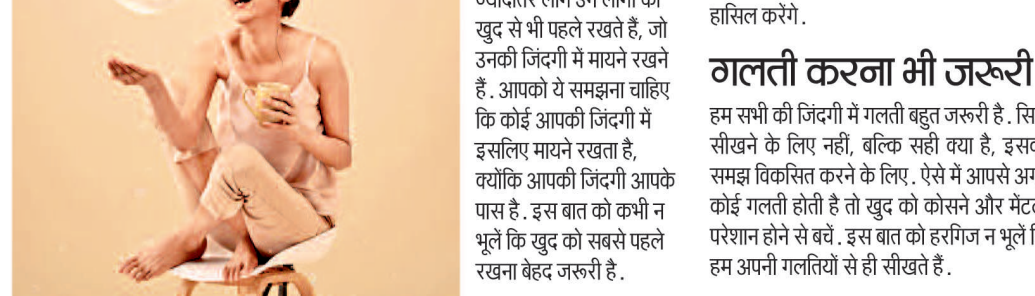 खुद से भी पहले रखते हैं, जो
उनकी जिंदगी में मायने रखने
हैं. आपको ये समझना चाहिए
कि कोई आपकी जिंदगी में
इसलिए मायने रखता है,
क्योंकि आपकी जिंदगी आपके
पास है. इस बात को कभी न
भूलें कि खुद को सबसे पहले
रखना बेहद जरूरी है.
हासिल करेंगे.
गलती करना भी जरूरी
हम सभी की जिंदगी में गलती बहुत जरूरी है.
सीखने के लिए नहीं, बल्कि सही क्या है,
समझ विकसित करने के लिए. ऐसे में आपसे
कोई गलती होती है तो खुद को कोसने और
परेशान होने से बचें. इस बात को हरगिज न भूलें
हम अपनी गलतियों से ही सीखते हैं.